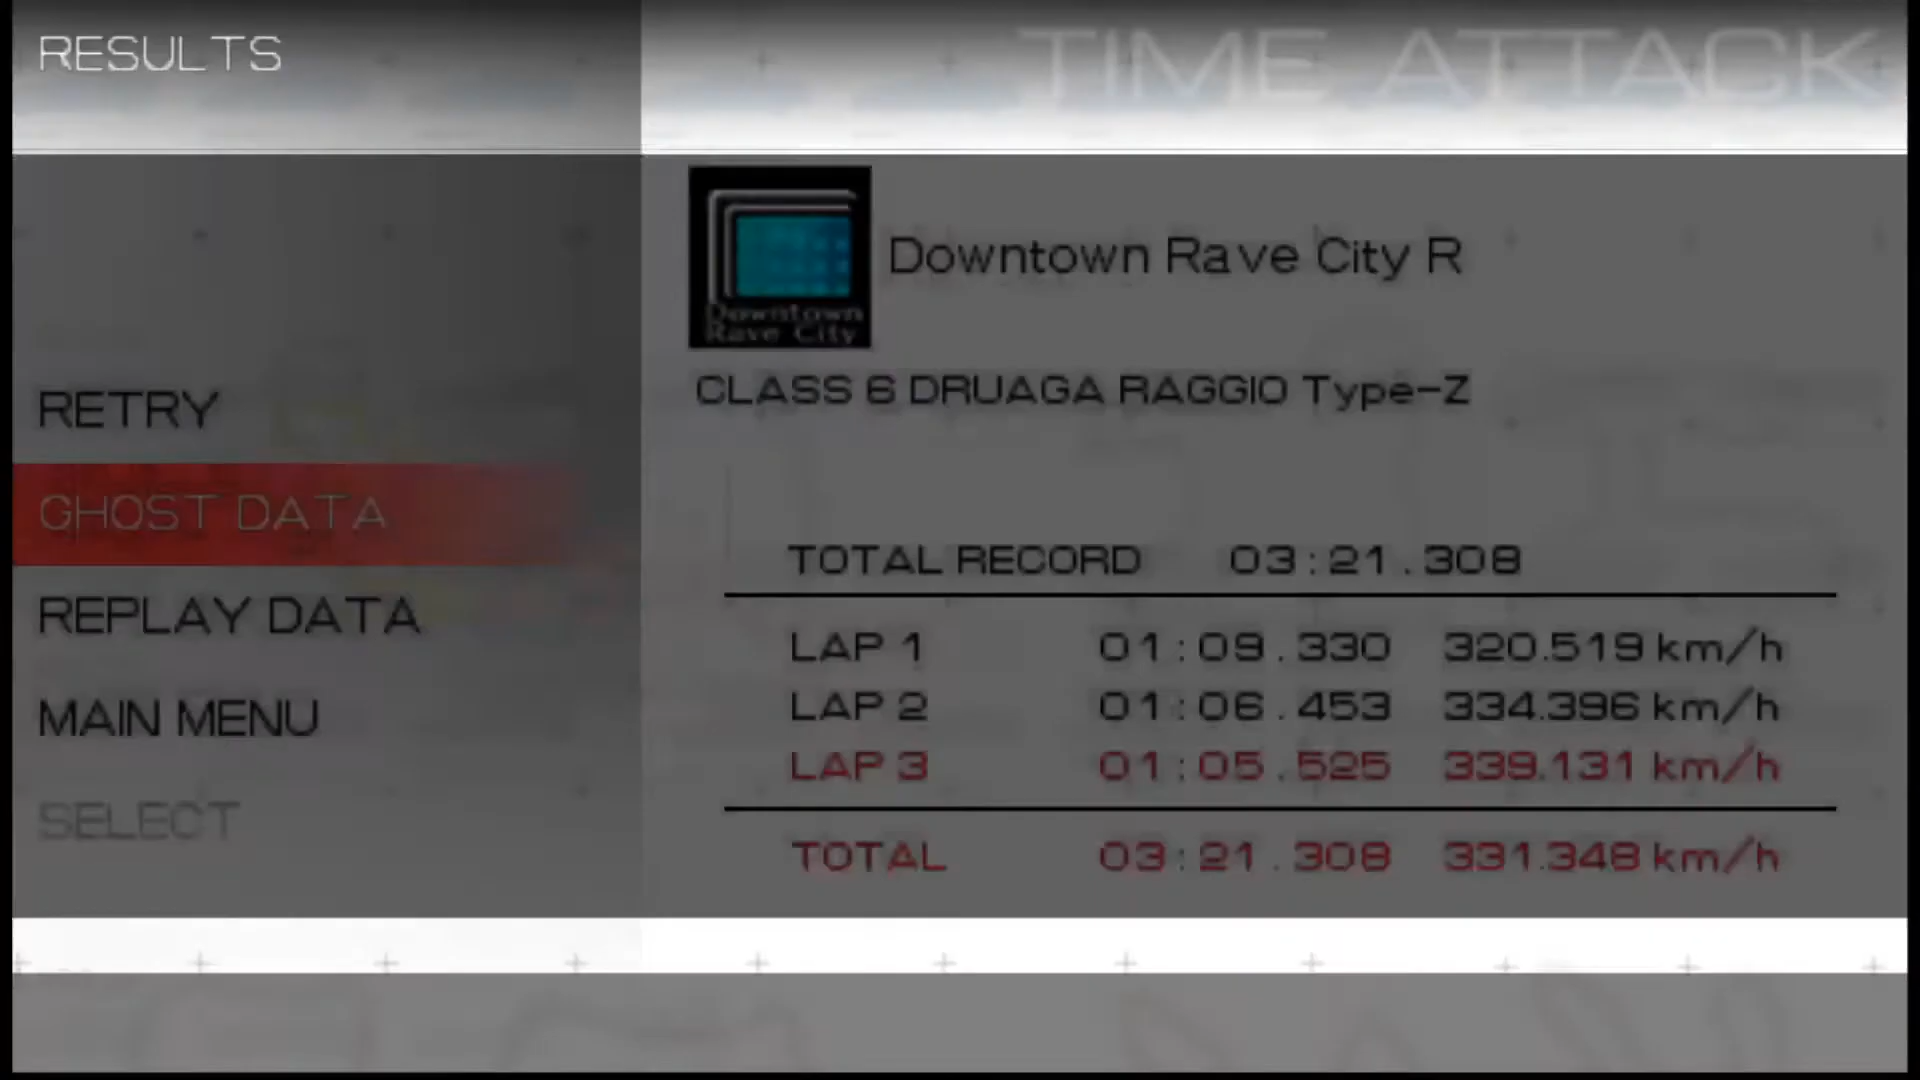 RESULTS
TIME ATTACK
Downtown
Rave City
Downtown Rave City R
CLASS 6 DRUAGA RAGGIO Type-Z
RETRY
GHOST DATA
REPLAY DATA
MAIN MENU
SELECT
TOTAL RECORD 03:21.308
LAP 1 01:09.330 320.519 km/h
LAP 2 01:06.453 334.396 km/h
LAP 3 01:05.525 339.131 km/h
TOTAL 03:21.308 331.348 km/h